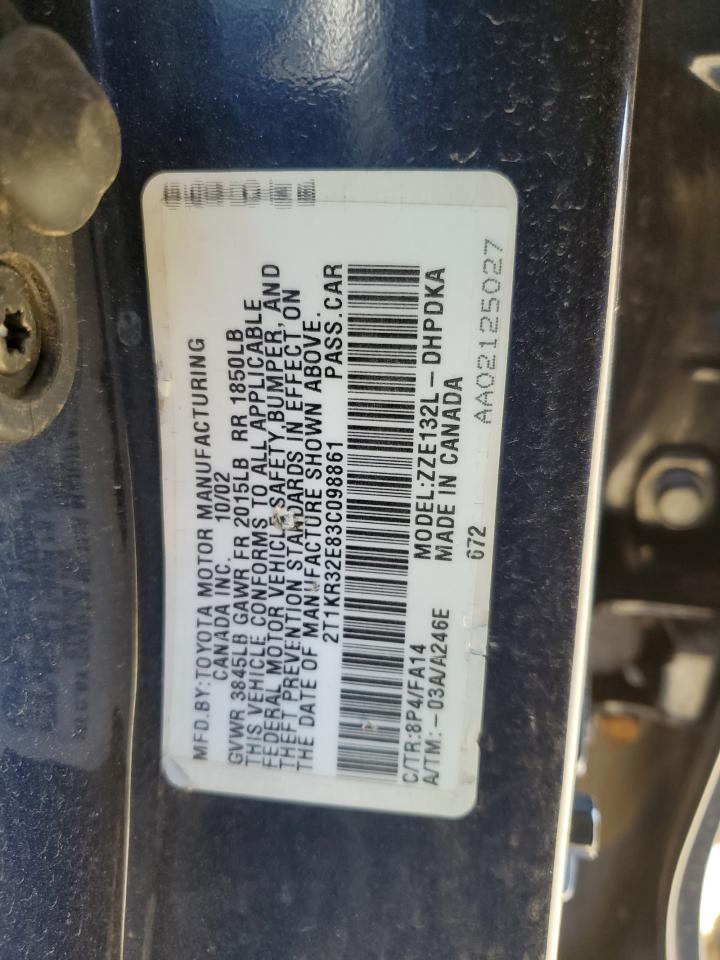 MFD.BY:TOYOTA MOTOR MANUFACTURING
CANADA INC. 10/02
GVWR 3845LB GAWR FR 2015LB RR 1850LB
THIS VEHICLE CONFORMS TO ALL APPLICABLE
FEDERAL MOTOR VEHICLE SAFETY,BUMPER, AND
THEFT PREVENTION STANDARDS IN EFFECT ON
THE DATE OF MANUFACTURE SHOWN ABOVE.
2T1KR32E83C098861 PASS.CAR
C/TR:8P4/FA14 MODEL:ZZE132L-DHPDKA
A/TM:-03A/A246E MADE IN CANADA
672 AA02125027